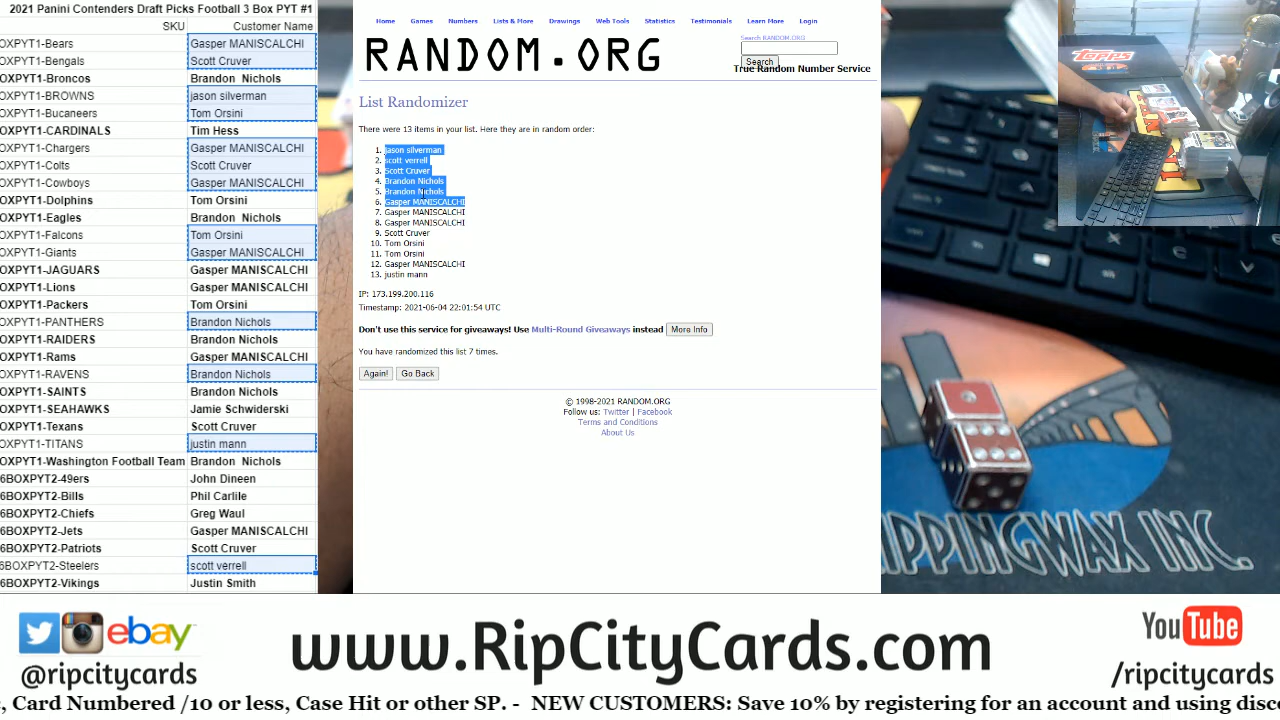 2021 Panini Contenders Draft Picks Football 3 Box PYT #1
SKU Customer Name
OXPYT1-Bears Gasper MANISCALCHI
OXPYT1-Bengals Scott Cruver
OXPYT1-Broncos Brandon Nichols
OXPYT1-BROWNS jason silverman
OXPYT1-Bucaneers Tom Orsini
OXPYT1-CARDINALS Tim Hess
OXPYT1-Chargers Gasper MANISCALCHI
OXPYT1-Colts Scott Cruver
OXPYT1-Cowboys Gasper MANISCALCHI
OXPYT1-Dolphins Tom Orsini
OXPYT1-Eagles Brandon Nichols
OXPYT1-Falcons Tom Orsini
OXPYT1-Giants Gasper MANISCALCHI
OXPYT1-JAGUARS Gasper MANISCALCHI
OXPYT1-Lions Gasper MANISCALCHI
OXPYT1-Packers Tom Orsini
OXPYT1-PANTHERS Brandon Nichols
OXPYT1-RAIDERS Brandon Nichols
OXPYT1-Rams Gasper MANISCALCHI
OXPYT1-RAVENS Brandon Nichols
OXPYT1-SAINTS Brandon Nichols
OXPYT1-SEAHAWKS Jamie Schwiderski
OXPYT1-Texans Scott Cruver
OXPYT1-TITANS justin mann
OXPYT1-Washington Football Team Brandon Nichols
6BOXPYT2-49ers John Dineen
6BOXPYT2-Bills Phil Carlile
6BOXPYT2-Chiefs Greg Waul
6BOXPYT2-Jets Gasper MANISCALCHI
6BOXPYT2-Patriots Scott Cruver
6BOXPYT2-Steelers scott verrell
6BOXPYT2-Vikings Justin Smith
Home Games Numbers Lists & More Drawings Web Tools Statistics Testimonials Learn More Login
RANDOM.ORG
Search RANDOM.ORG
Search
True Random Number Service
List Randomizer
There were 13 items in your list. Here they are in random order:
1. jason silverman
2. scott verrell
3. Scott Cruver
4. Brandon Nichols
5. Brandon Nichols
6. Gasper MANISCALCHI
7. Gasper MANISCALCHI
8. Gasper MANISCALCHI
9. Scott Cruver
10. Tom Orsini
11. Tom Orsini
12. Gasper MANISCALCHI
13. justin mann
IP: 173.199.200.116
Timestamp: 2021-06-04 22:01:54 UTC
Don't use this service for giveaways! Use Multi-Round Giveaways instead More Info
You have randomized this list 7 times.
Again! Go Back
© 1998-2021 RANDOM.ORG
Follow us: Twitter | Facebook
Terms and Conditions
About Us
Topps
IPPINGWAX INC.
ebay
@ripcitycards
www.RipCityCards.com
YouTube
/ripcitycards
, Card Numbered /10 or less, Case Hit or other SP. - NEW CUSTOMERS: Save 10% by registering for an account and using disc